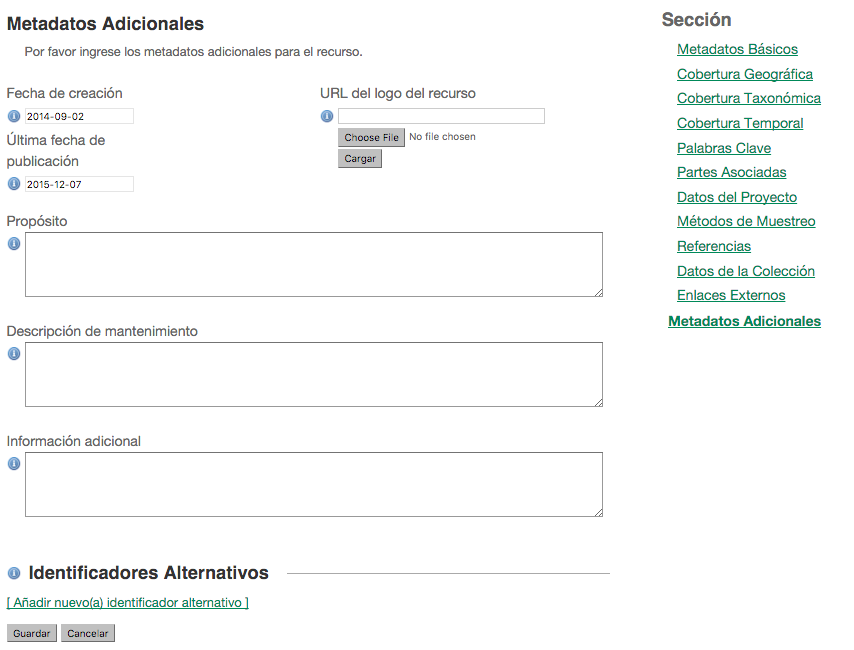 Metadatos Adicionales
Por favor ingrese los metadatos adicionales para el recurso.
Fecha de creación
2014-09-02
Última fecha de
publicación
2015-12-07
URL del logo del recurso
Choose File No file chosen
Cargar
Propósito
Descripción de mantenimiento
Información adicional
Identificadores Alternativos
[ Añadir nuevo(a) identificador alternativo ]
Guardar Cancelar
Sección
Metadatos Básicos
Cobertura Geográfica
Cobertura Taxonómica
Cobertura Temporal
Palabras Clave
Partes Asociadas
Datos del Proyecto
Métodos de Muestreo
Referencias
Datos de la Colección
Enlaces Externos
Metadatos Adicionales